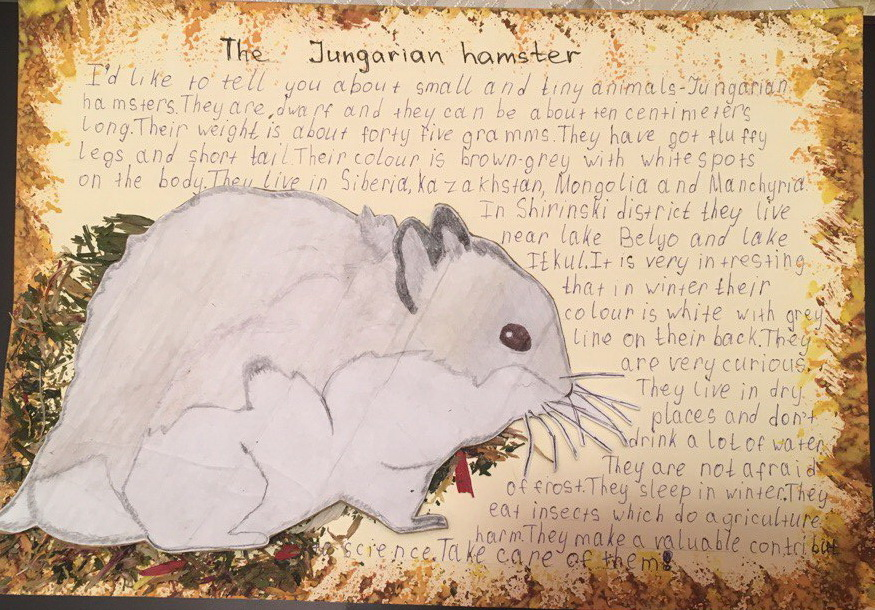 The Jungarian hamster
I'd like to tell you about small and tiny animals-Jungarian
hamsters.They are dwarf and they can be about ten centimeters
long.Their weight is about forty five gramms.They have got fluffy
legs and short tail.Their colour is brown-grey with white spots
on the body.They live in Siberia, Kazakhstan, Mongolia and Manchyria.
In Shirinski district they live
near lake Belyo and lake
Itkul.It is very intresting
that in winter their
colour is white with grey
line on their back.They
are very curious.
They live in dry
places and don't
drink a lot of water.
They are not afraid
of frost.They sleep in winter.They
eat insects which do agriculture
harm.They make a valuable contribut
science.Take care of them!